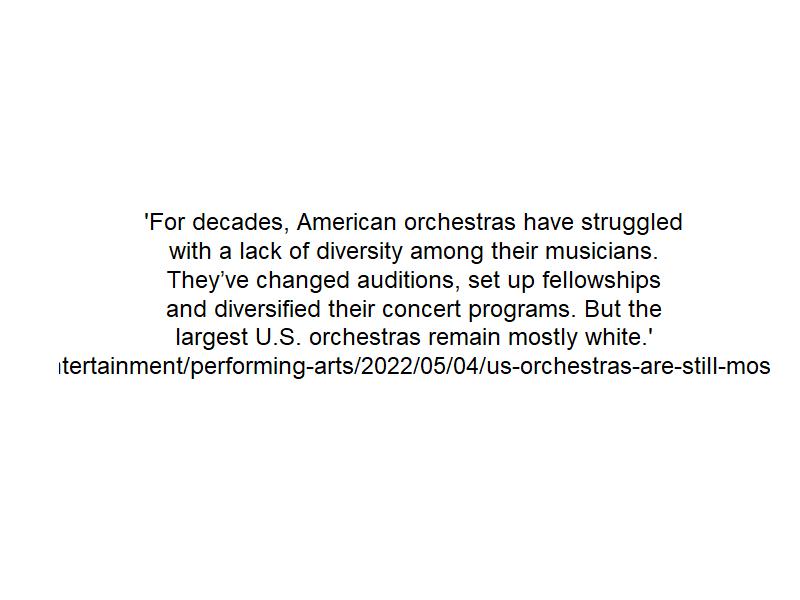 'For decades, American orchestras have struggled
with a lack of diversity among their musicians.
They’ve changed auditions, set up fellowships
and diversified their concert programs. But the
largest U.S. orchestras remain mostly white.'
tertainment/performing-arts/2022/05/04/us-orchestras-are-still-mos